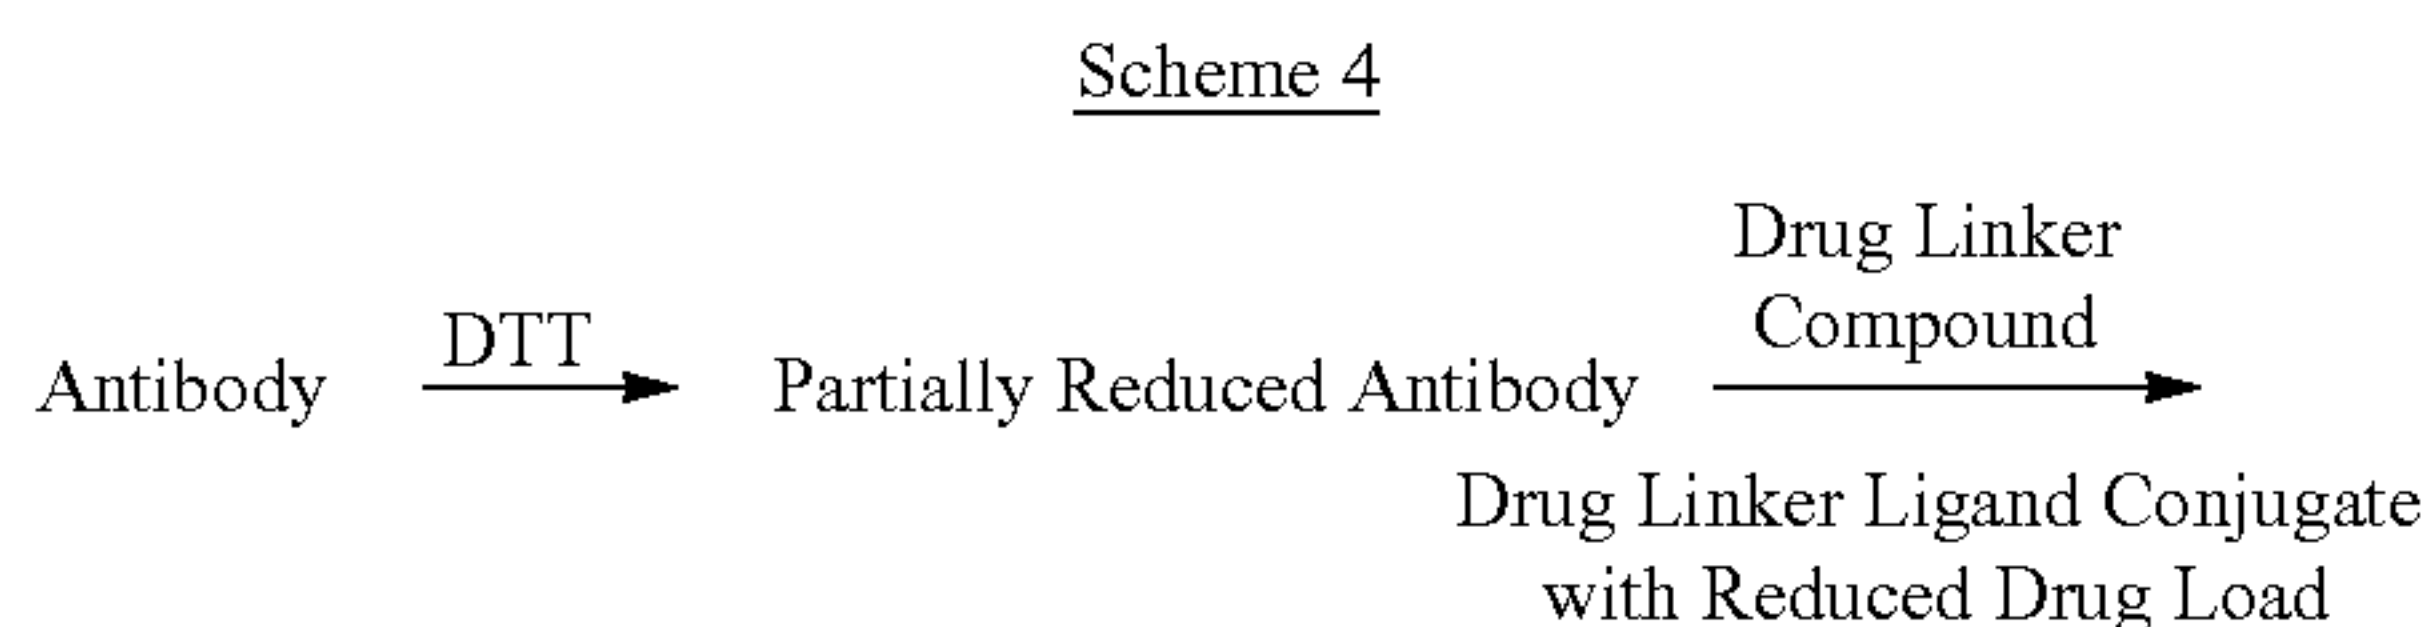 Scheme 4
Drug Linker
Compound
Antibody DTT Partially Reduced Antibody
Drug Linker Ligand Conjugate
with Reduced Drug Load